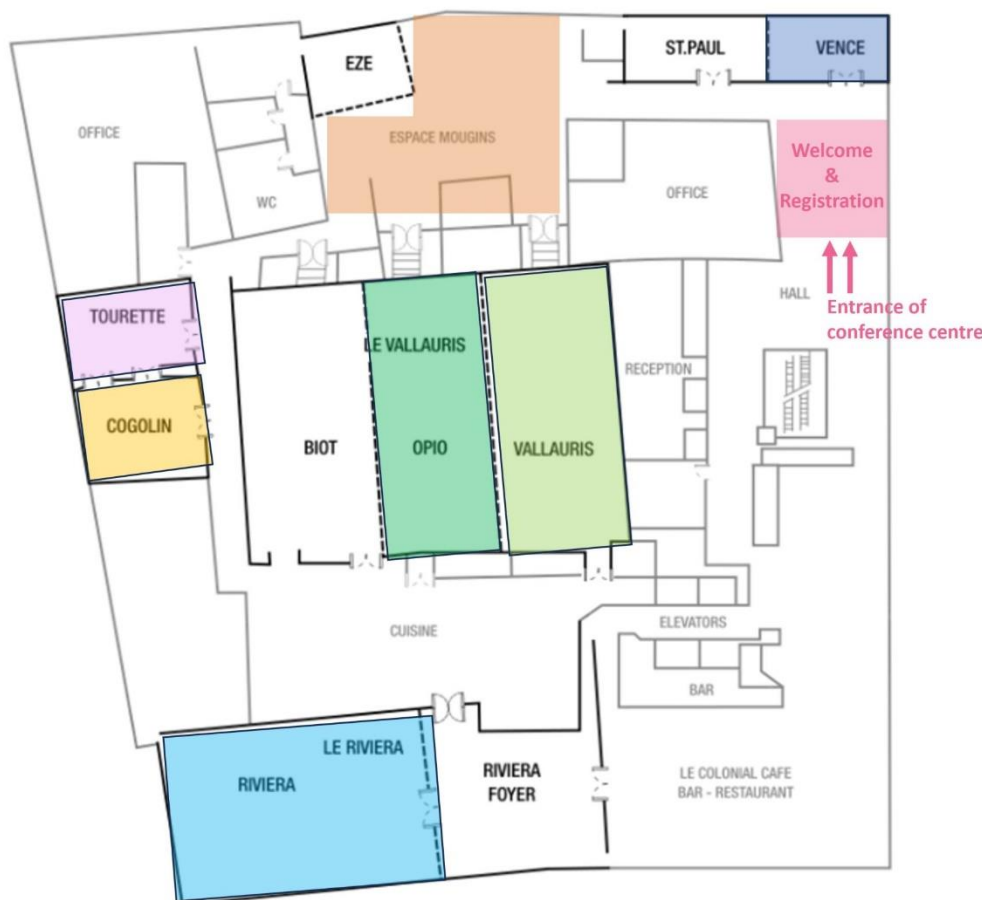 EZE
ST.PAUL
VENCE
OFFICE
ESPACE MOUGINS
Welcome
&
Registration
WC
OFFICE
HALL
Entrance of
conference centre
TOURETTE
LE VALLAURIS
RECEPTION
COGOLIN
BIOT
OPIO
VALLAURIS
CUISINE
ELEVATORS
BAR
LE RIVIERA
RIVIERA
RIVIERA
FOYER
LE COLONIAL CAFE
BAR - RESTAURANT